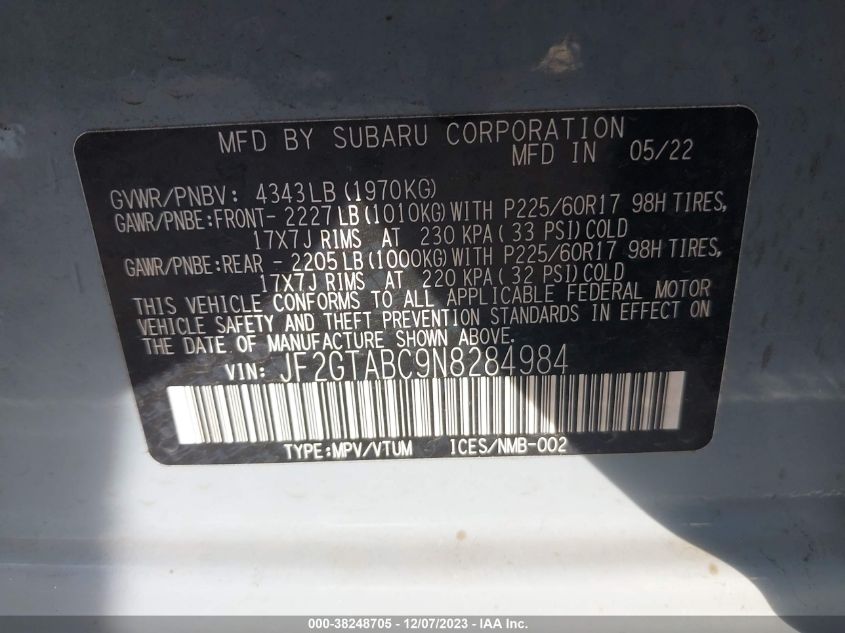 MFD BY SUBARU CORPORATION
MFD IN 05/22
GVWR/PNBV: 4343LB (1970KG)
GAWR/PNBE:FRONT- 2227 LB (1010KG) WITH P225/60R17 98H TIRES,
17X7J RIMS AT 230 KPA ( 33 PSI) COLD
GAWR/PNBE:REAR - 2205 LB (1000KG) WITH P225/60R17 98H TIRES,
17X7J RIMS AT 220 KPA ( 32 PSI) COLD
THIS VEHICLE CONFORMS TO ALL APPLICABLE FEDERAL MOTOR
VEHICLE SAFETY AND THEFT PREVENTION STANDARDS IN EFFECT ON
THE DATE OF MANUFACTURE SHOWN ABOVE.
VIN: JF2GTABC9N8284984
TYPE:MPV/VTUM ICES/NMB-002
000-38248705 - 12/07/2023 - IAA Inc.